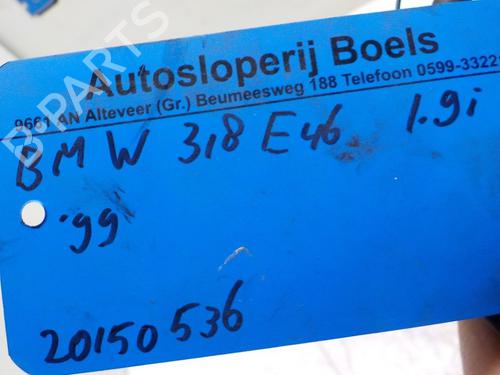 Autosloperij Boels
9661 AN Alteveer (Gr.) Beumeesweg 188 Telefoon 0599-3322
BMW 318 E46 1.9i
'99
20150536
B PARTS